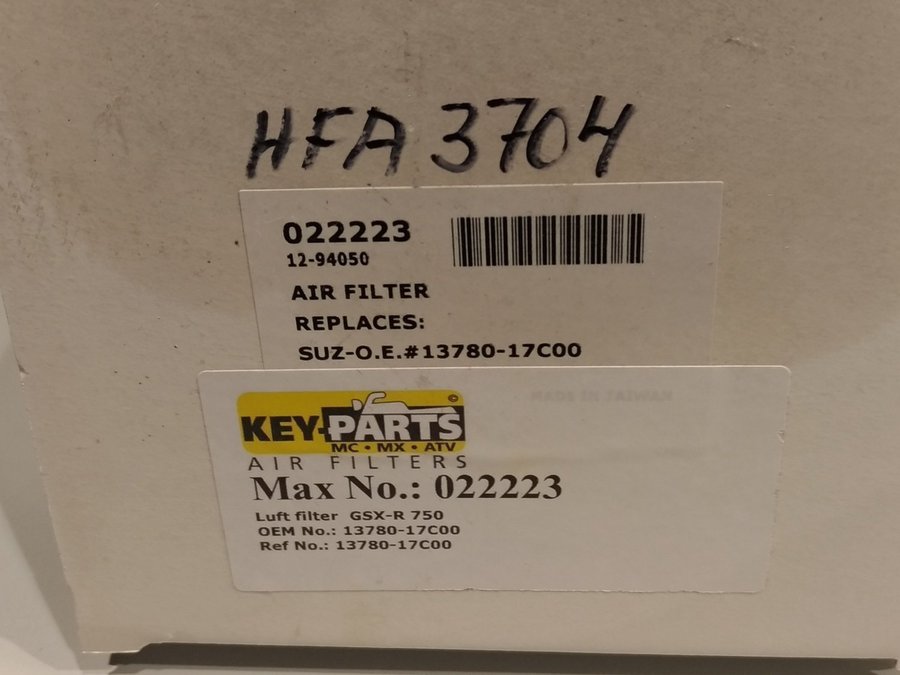 HFA 3704
022223
12-94050
AIR FILTER
REPLACES:
SUZ-O.E.#13780-17C00
MADE IN TAIWAN
©
KEY-PARTS
MC • MX • ATV
AIR FILTERS
Max No.: 022223
Luft filter GSX-R 750
OEM No.: 13780-17C00
Ref No.: 13780-17C00